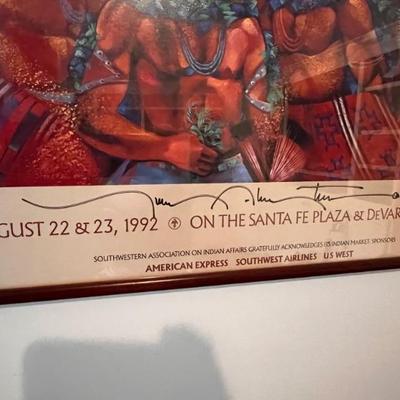 GUST 22 & 23, 1992 ON THE SANTA FE PLAZA & DeVAR
SOUTHWESTERN ASSOCIATION ON INDIAN AFFAIRS GRATEFULLY ACKNOWLEDGES ITS INDIAN MARKET SPONSORS
AMERICAN EXPRESS SOUTHWEST AIRLINES US WEST